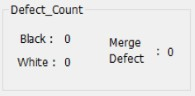 Defect_Count
Black : 0
White : 0
Merge
Defect : 0